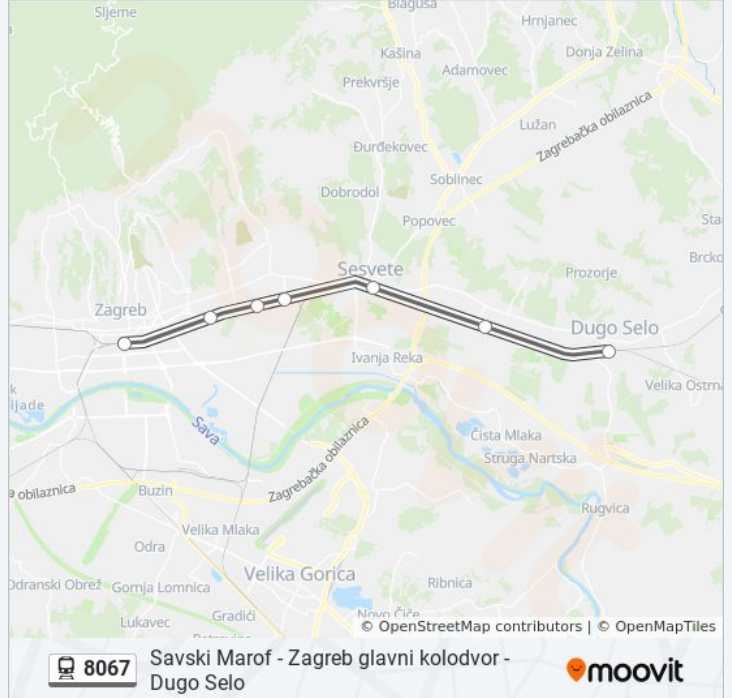 Sljeme
Blaguša
Hrnjanec
Kašina
Donja Zelina
Adamovec
Prekvršje
Zagrebačka obilaznica
Lužan
Đurđekovec
Soblinec
Dobrodol
Popovec
Sta
Brcko
Sesvete
Prozorje
Zagreb
Dugo Selo
Ivanja Reka
k
ijade
Velika Ostrna
Sava
Čista Mlaka
Struga Nartska
Zagrebačka obilaznica
a obilaznica
Buzin
Rugvica
Velika Mlaka
Odra
Velika Gorica
Odranski Obrež
Gornja Lomnica
Ribnica
Gradići
Novo Čiče
Lukavec
© OpenStreetMap contributors | © OpenMapTiles
8067
Savski Marof - Zagreb glavni kolodvor -
Dugo Selo
moovit